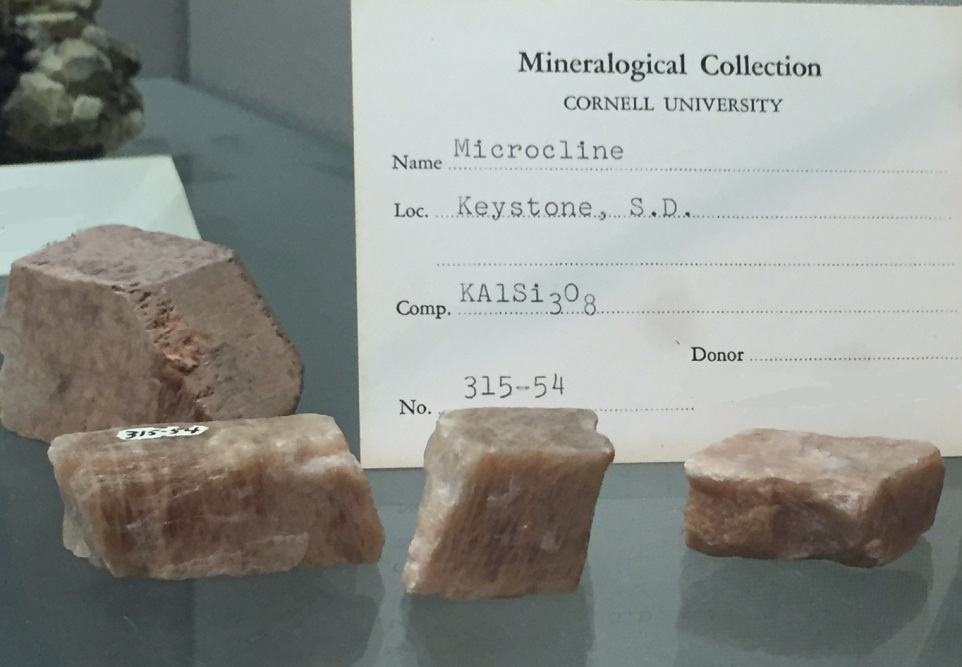 Mineralogical Collection
CORNELL UNIVERSITY
Name Microcline
Loc. Keystone, S.D.
Comp. KAlSi3O8
Donor
No. 315-54
315-54